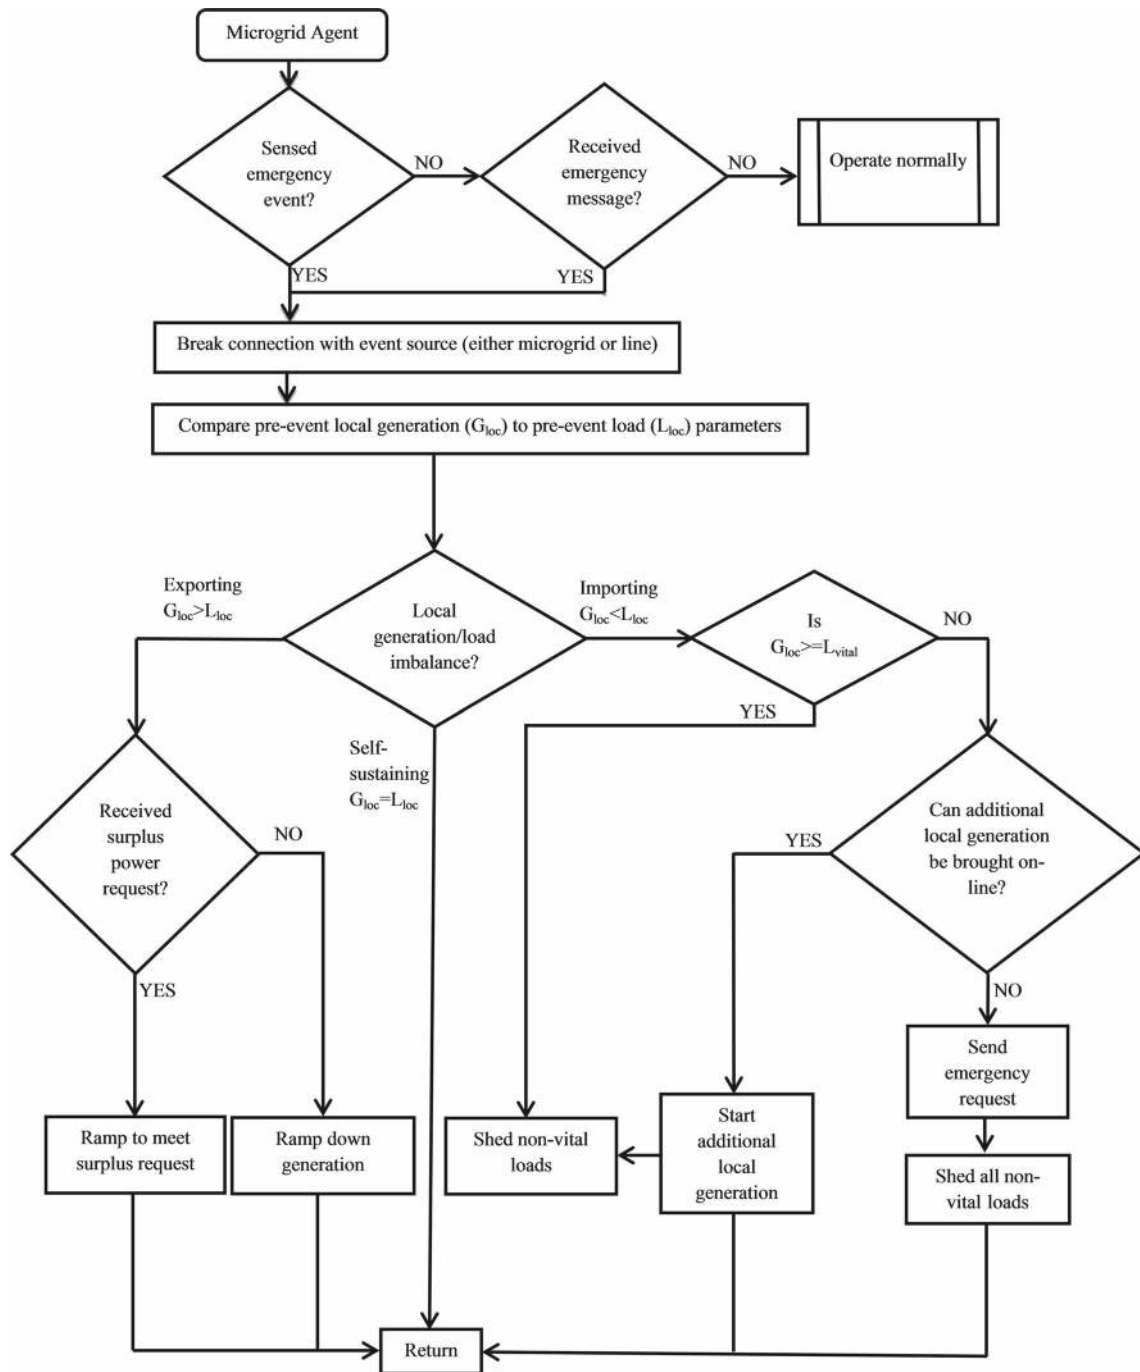 Microgrid Agent
Sensed
emergency
event?
NO
Received
emergency
message?
NO
Operate normally
YES
YES
Break connection with event source (either microgrid or line)
Compare pre-event local generation (Gloc) to pre-event load (Lloc) parameters
Exporting
Gloc>Lloc
Local
generation/load
imbalance?
Importing
Gloc<Lloc
Is
Gloc>=Lvital
NO
YES
Self-
sustaining
Gloc=Lloc
Received
surplus
power
request?
NO
YES
Can additional
local generation
be brought on-
line?
YES
NO
Send
emergency
request
Ramp to meet
surplus request
Ramp down
generation
Shed non-vital
loads
Start
additional
local
generation
Shed all non-
vital loads
Return